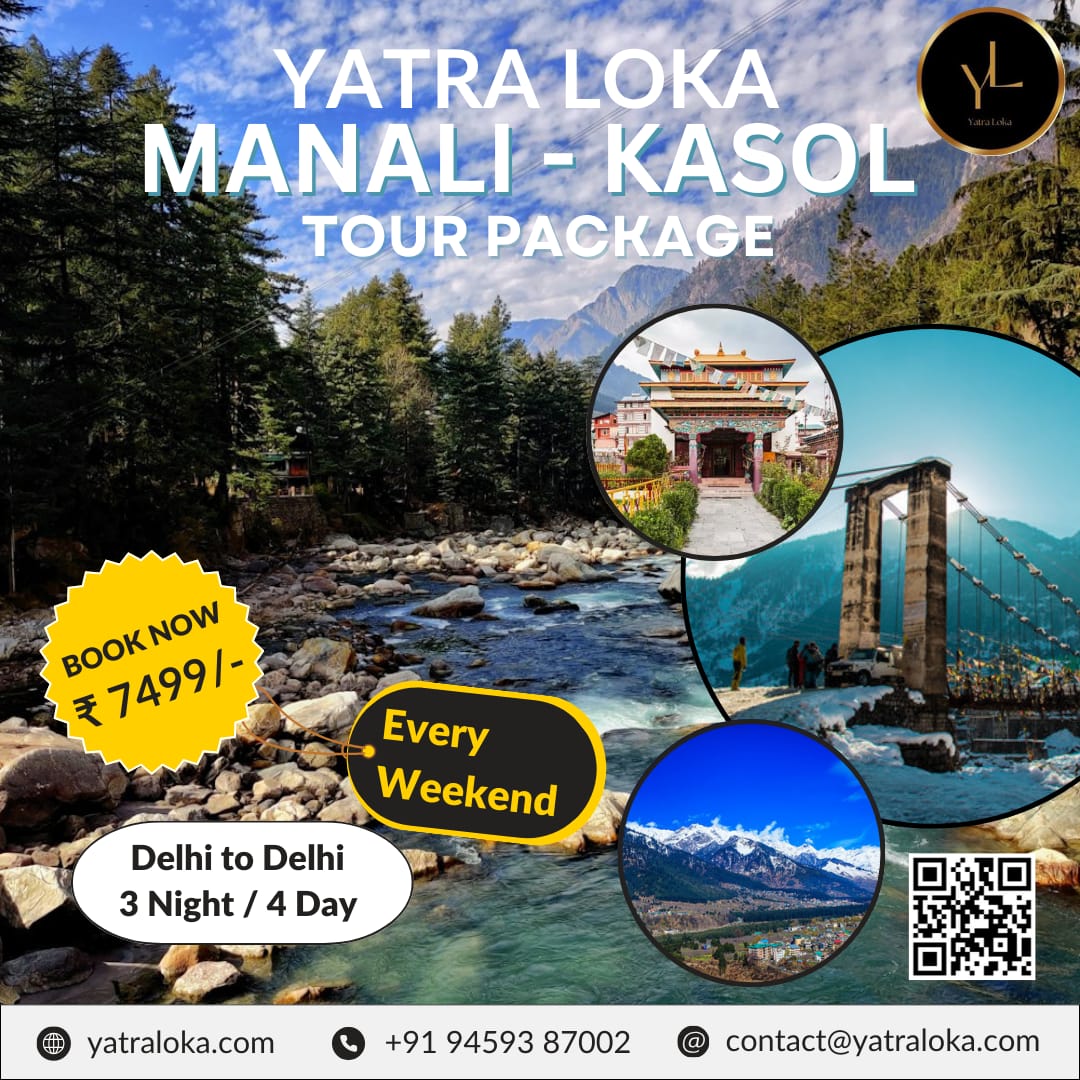 YATRA LOKA
MANALI - KASOL
TOUR PACKAGE
YL
Yatra Loka
BOOK NOW
₹ 7499/-
Every
Weekend
Delhi to Delhi
3 Night / 4 Day
yatraloka.com
+91 94593 87002
contact@yatraloka.com